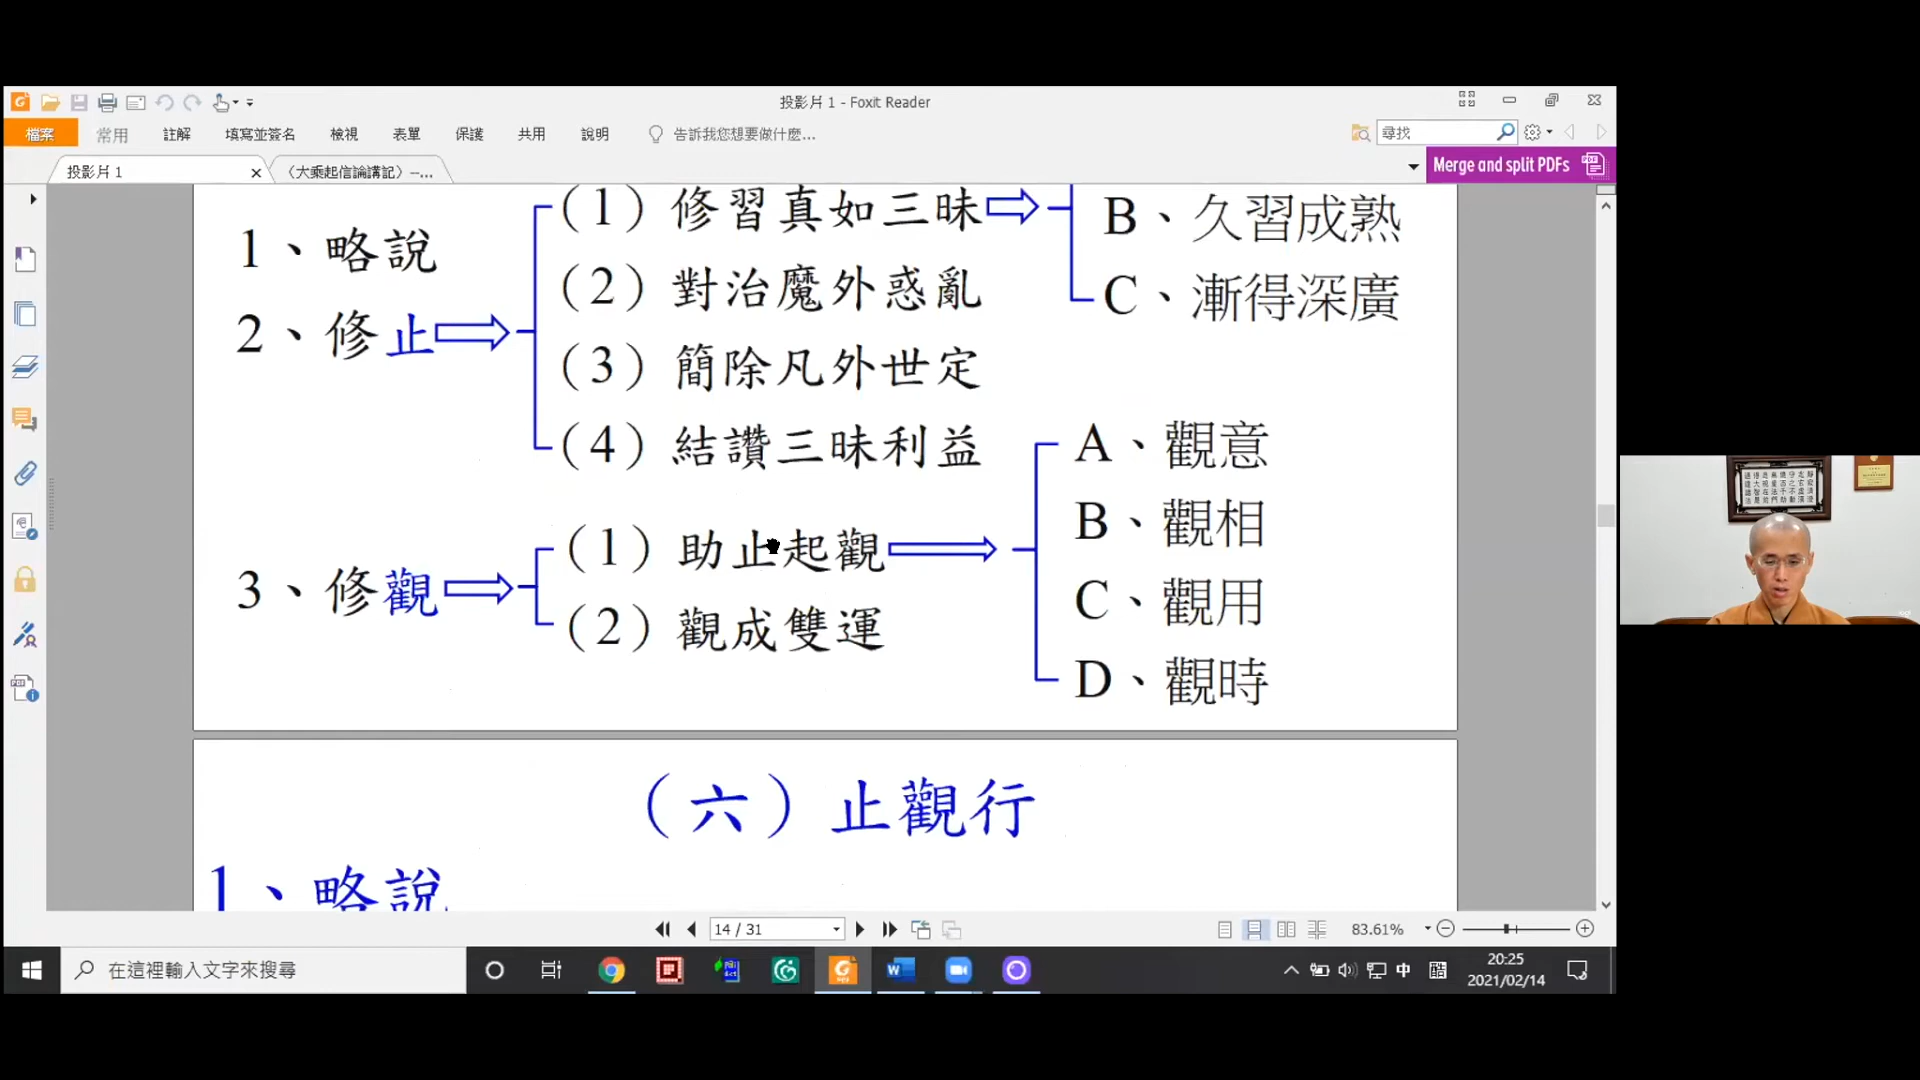 投影片 1 - Foxit Reader
檔案 常用 註解 填寫並簽名 檢視 表單 保護 共用 說明 告訴我您想要做什麼... 尋找
投影片 1 《大乘起信論講記》--... Merge and split PDFs
（1）修習真如三昧
B、久習成熟
1、略說
（2）對治魔外惑亂
C、漸得深廣
2、修止
（3）簡除凡外世定
（4）結讚三昧利益
A、觀意
B、觀相
（1）助止起觀
3、修觀
C、觀用
（2）觀成雙運
D、觀時
（六）止觀行
1、略說
14 / 31 83.61%
在這裡輸入文字來搜尋
中
20:25
2021/02/14